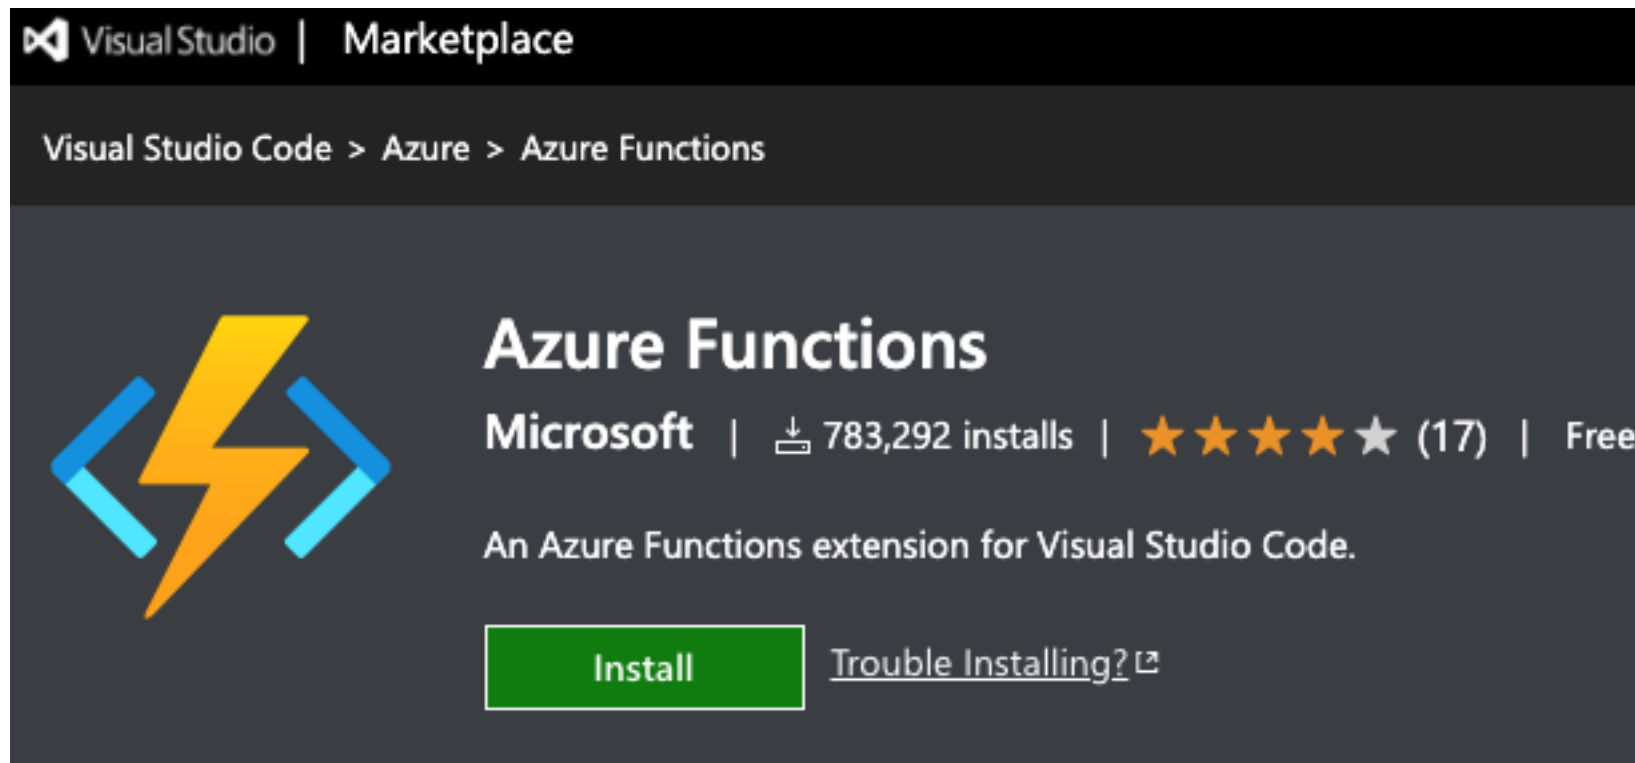 Visual Studio | Marketplace
Visual Studio Code > Azure > Azure Functions
Azure Functions
Microsoft | 783,292 installs | (17) | Free
An Azure Functions extension for Visual Studio Code.
Install Trouble Installing?